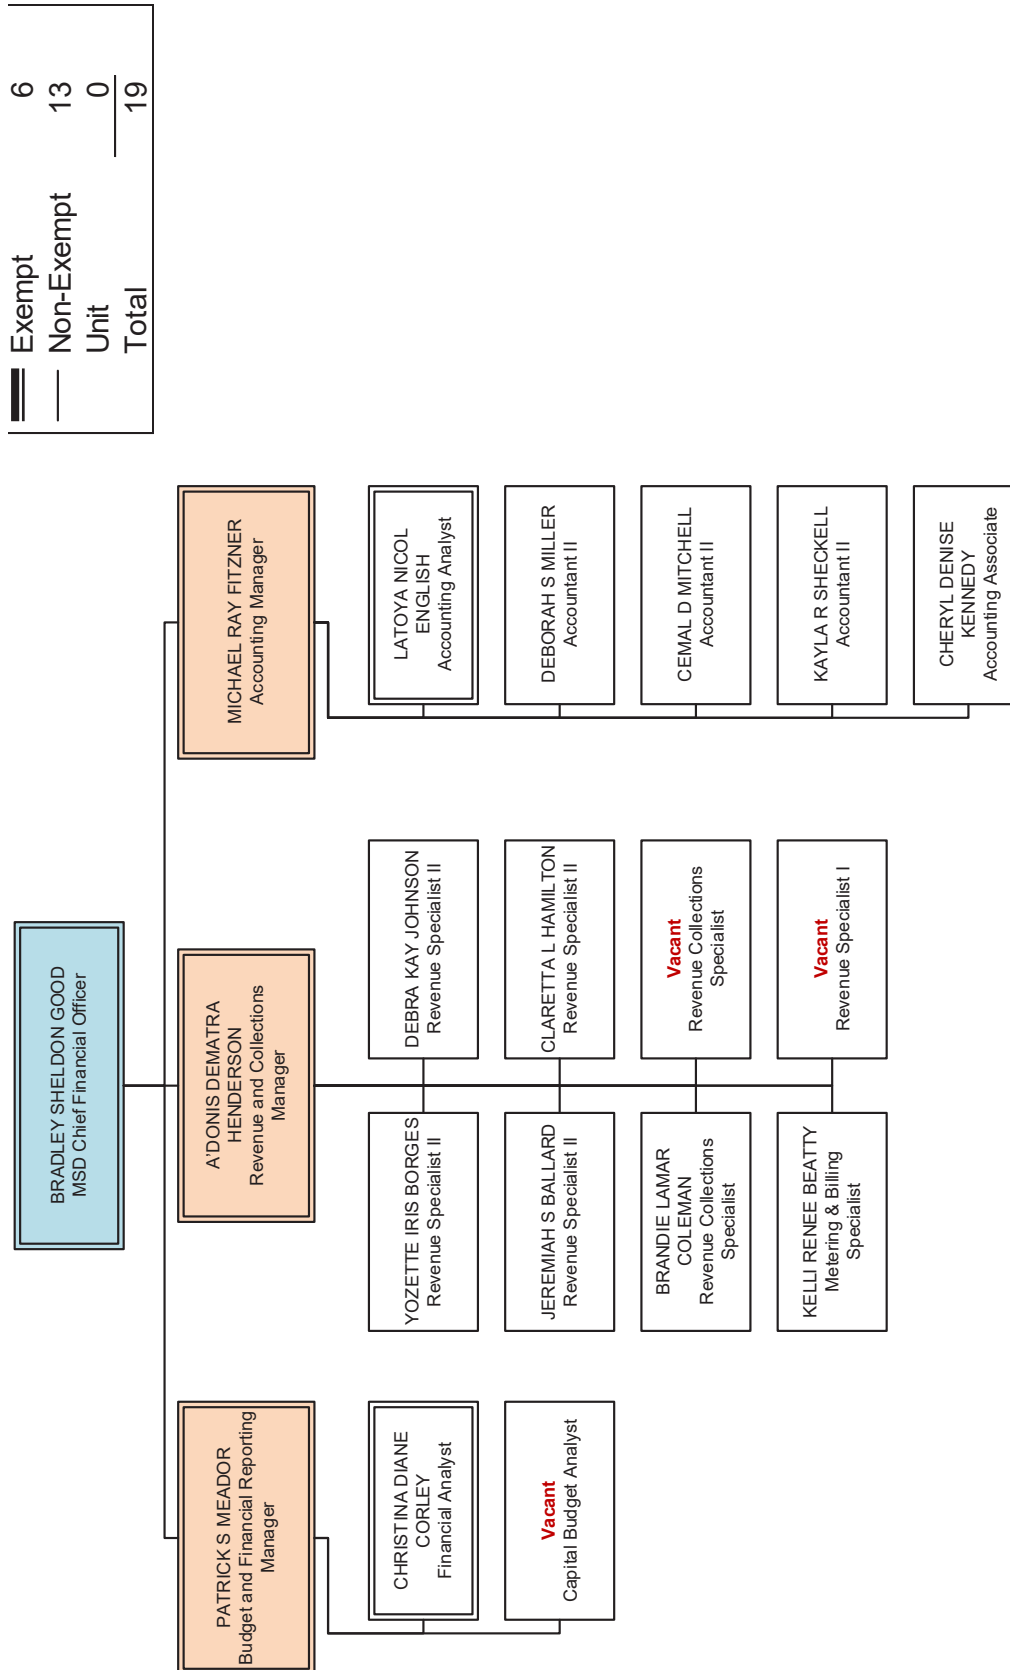 Exempt 6
Non-Exempt 13
Unit 0
Total 19
BRADLEY SHELDON GOOD
MSD Chief Financial Officer
PATRICK S MEADOR
Budget and Financial Reporting
Manager
A'DONIS DEMATRA
HENDERSON
Revenue and Collections
Manager
MICHAEL RAY FITZNER
Accounting Manager
CHRISTINA DIANE
CORLEY
Financial Analyst
Vacant
Capital Budget Analyst
YOZETTE IRIS BORGES
Revenue Specialist II
DEBRA KAY JOHNSON
Revenue Specialist II
JEREMIAH S BALLARD
Revenue Specialist II
CLARETTA L HAMILTON
Revenue Specialist II
BRANDIE LAMAR
COLEMAN
Revenue Collections
Specialist
Vacant
Revenue Collections
Specialist
KELLI RENEE BEATTY
Metering & Billing
Specialist
Vacant
Revenue Specialist I
LATOYA NICOL
ENGLISH
Accounting Analyst
DEBORAH S MILLER
Accountant II
CEMAL D MITCHELL
Accountant II
KAYLA R SHECKELL
Accountant II
CHERYL DENISE
KENNEDY
Accounting Associate